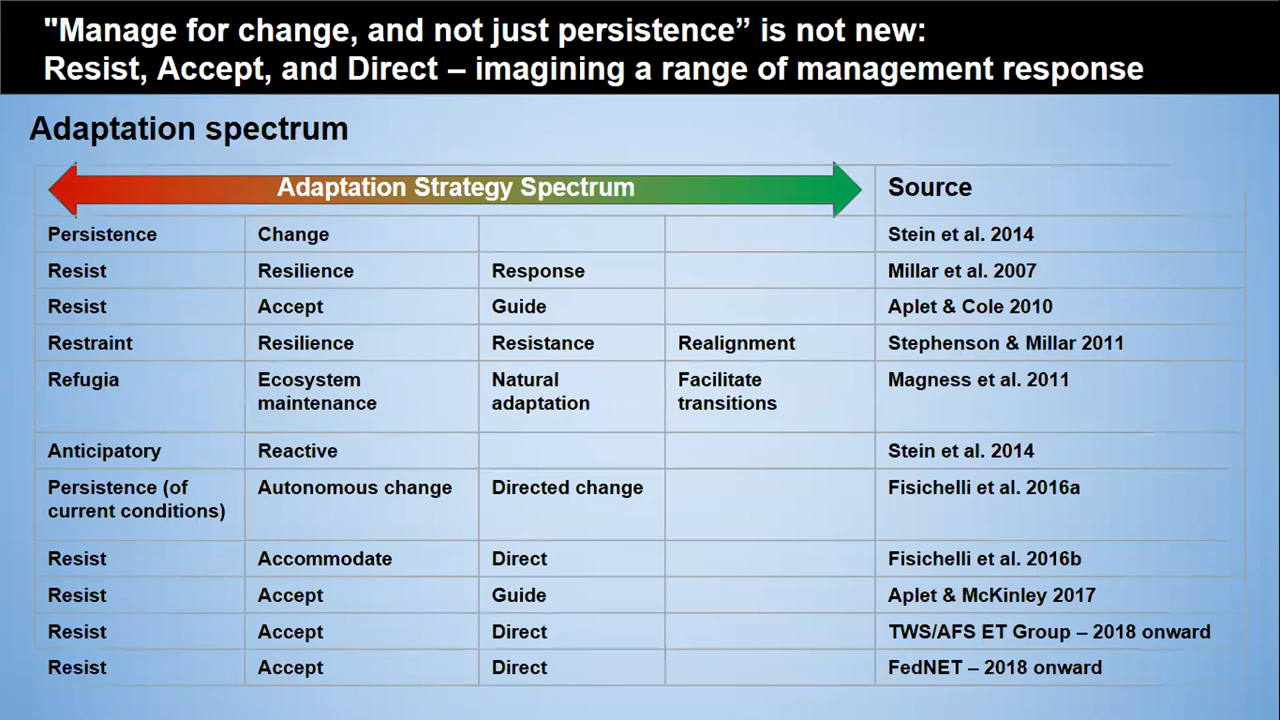 "Manage for change, and not just persistence” is not new:
Resist, Accept, and Direct – imagining a range of management response
Adaptation spectrum
Adaptation Strategy Spectrum Source
Persistence Change Stein et al. 2014
Resist Resilience Response Millar et al. 2007
Resist Accept Guide Aplet & Cole 2010
Restraint Resilience Resistance Realignment Stephenson & Millar 2011
Refugia Ecosystem Natural Facilitate Magness et al. 2011
maintenance adaptation transitions
Anticipatory Reactive Stein et al. 2014
Persistence (of Autonomous change Directed change Fisichelli et al. 2016a
current conditions)
Resist Accommodate Direct Fisichelli et al. 2016b
Resist Accept Guide Aplet & McKinley 2017
Resist Accept Direct TWS/AFS ET Group – 2018 onward
Resist Accept Direct FedNET – 2018 onward